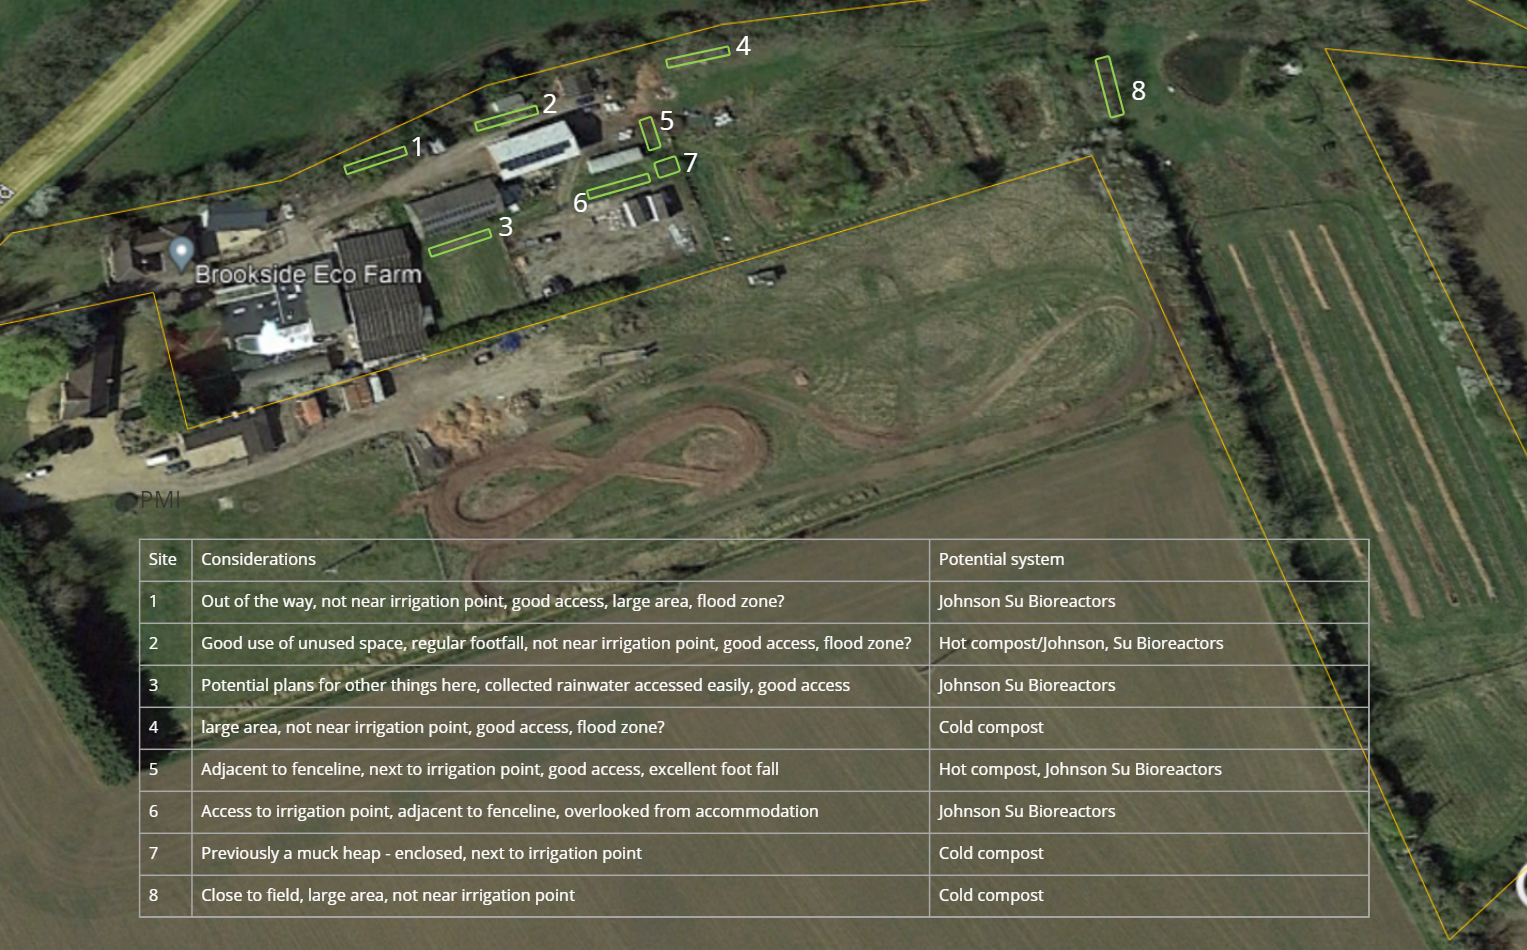 4
2
8
5
1
7
6
3
Brookside Eco Farm
PMI
Site Considerations Potential system
1 Out of the way, not near irrigation point, good access, large area, flood zone? Johnson Su Bioreactors
2 Good use of unused space, regular footfall, not near irrigation point, good access, flood zone? Hot compost/Johnson, Su Bioreactors
3 Potential plans for other things here, collected rainwater accessed easily, good access Johnson Su Bioreactors
4 large area, not near irrigation point, good access, flood zone? Cold compost
5 Adjacent to fenceline, next to irrigation point, good access, excellent foot fall Hot compost, Johnson Su Bioreactors
6 Access to irrigation point, adjacent to fenceline, overlooked from accommodation Johnson Su Bioreactors
7 Previously a muck heap - enclosed, next to irrigation point Cold compost
8 Close to field, large area, not near irrigation point Cold compost